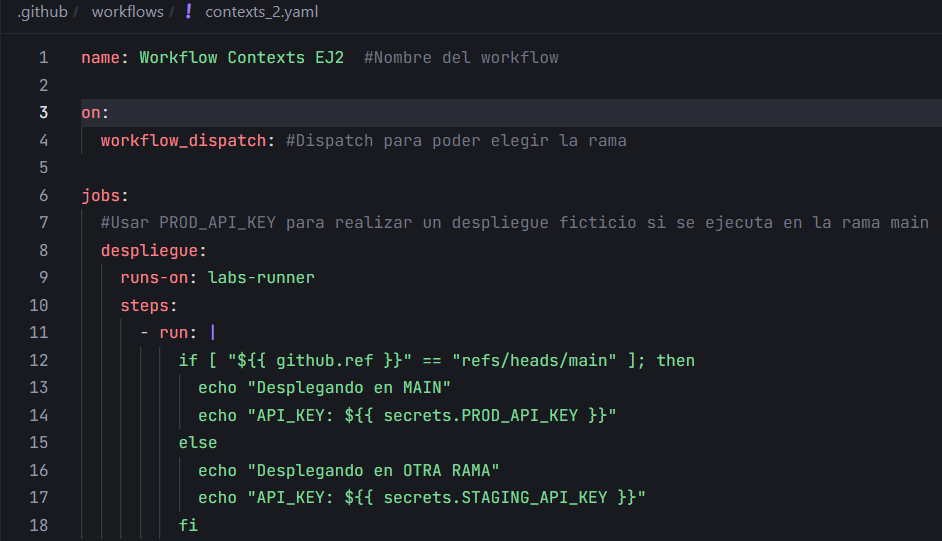 .github / workflows / ! contexts_2.yaml
1 name: Workflow Contexts EJ2  #Nombre del workflow
2
3 on:
4   workflow_dispatch: #Dispatch para poder elegir la rama
5
6 jobs:
7   #Usar PROD_API_KEY para realizar un despliegue ficticio si se ejecuta en la rama main
8   despliegue:
9     runs-on: labs-runner
10     steps:
11       - run: |
12           if [ "${{ github.ref }}" == "refs/heads/main" ]; then
13             echo "Desplegando en MAIN"
14             echo "API_KEY: ${{ secrets.PROD_API_KEY }}"
15           else
16             echo "Desplegando en OTRA RAMA"
17             echo "API_KEY: ${{ secrets.STAGING_API_KEY }}"
18           fi